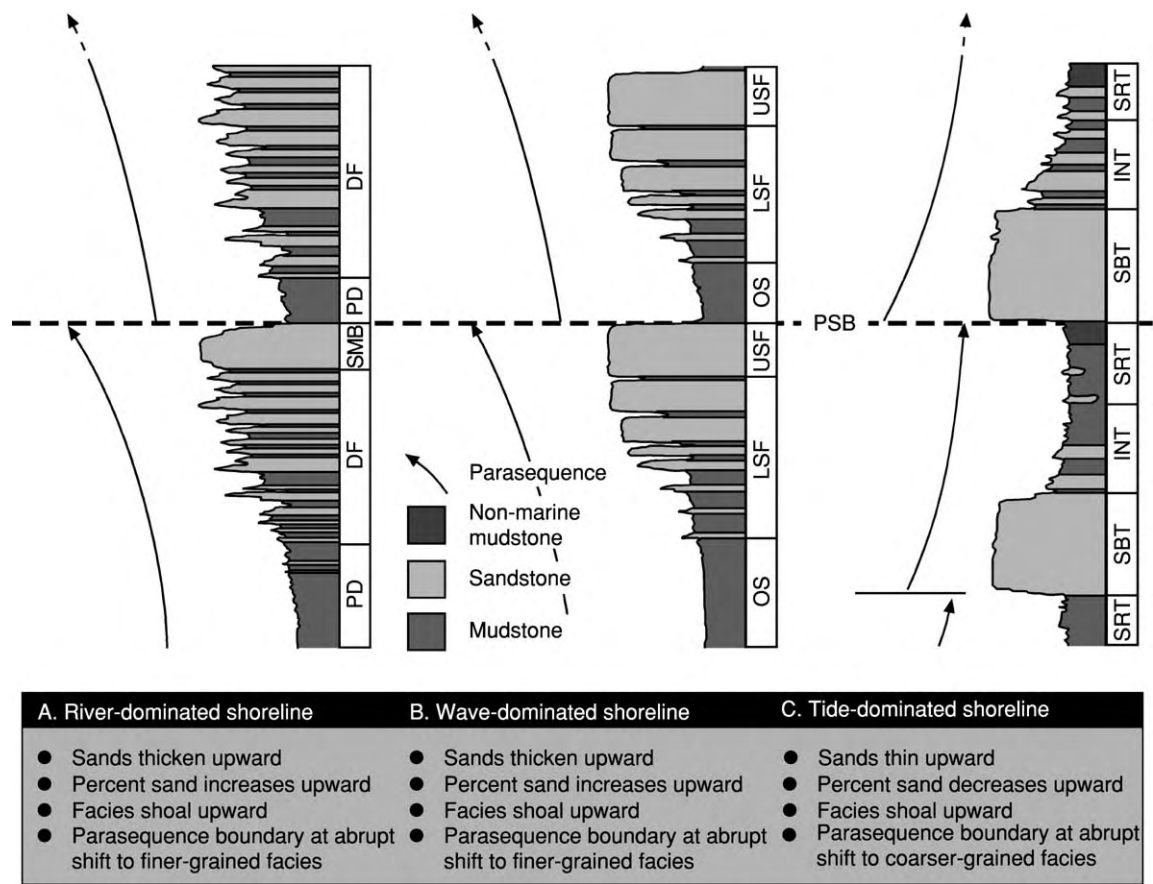 DF
PD
SMB
DF
PD
USF
LSF
OS
USF
LSF
OS
PSB
SRT
INT
SBT
SRT
INT
SBT
SRT
Parasequence
Non-marine
mudstone
Sandstone
Mudstone
A. River-dominated shoreline
● Sands thicken upward
● Percent sand increases upward
● Facies shoal upward
● Parasequence boundary at abrupt
shift to finer-grained facies
B. Wave-dominated shoreline
● Sands thicken upward
● Percent sand increases upward
● Facies shoal upward
● Parasequence boundary at abrupt
shift to finer-grained facies
C. Tide-dominated shoreline
● Sands thin upward
● Percent sand decreases upward
● Facies shoal upward
● Parasequence boundary at abrupt
shift to coarser-grained facies